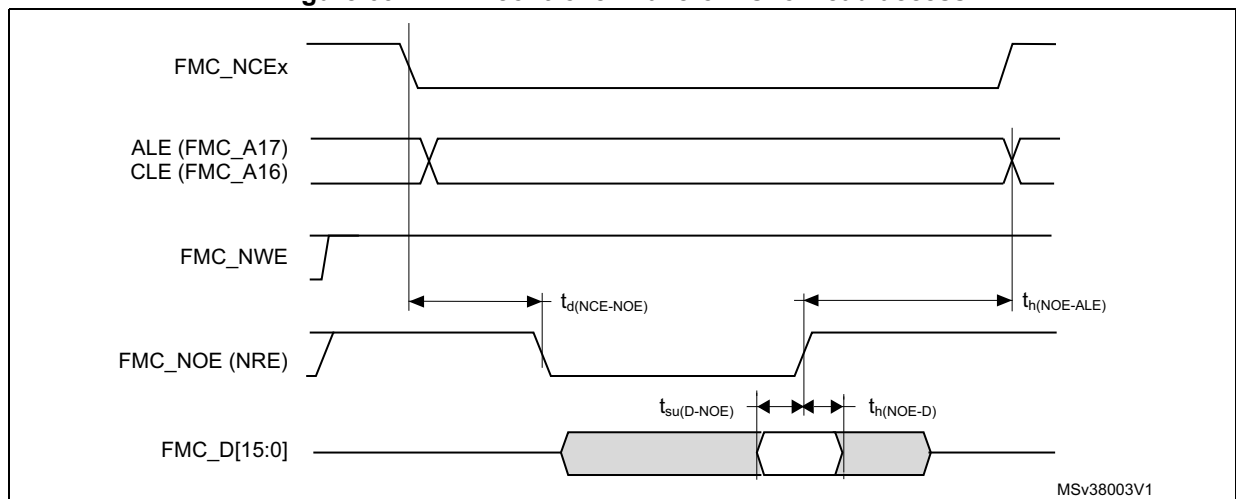 FMC_NCEx
ALE (FMC_A17)
CLE (FMC_A16)
FMC_NWE
td(NCE-NOE)
th(NOE-ALE)
FMC_NOE (NRE)
tsu(D-NOE)
th(NOE-D)
FMC_D[15:0]
MSv38003V1